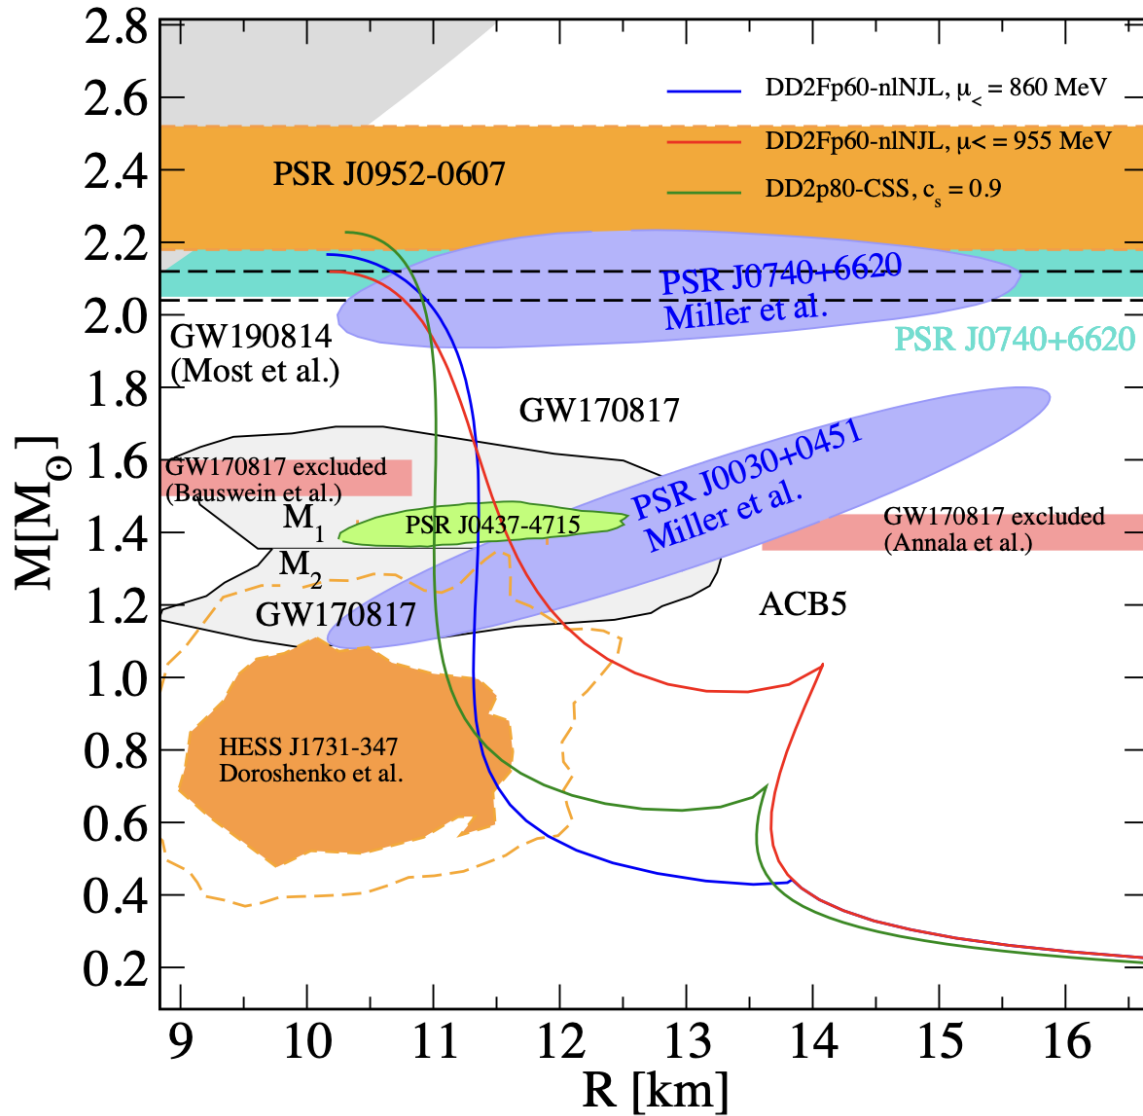 2.8
2.6
2.4
2.2
2.0
1.8
1.6
1.4
1.2
1.0
0.8
0.6
0.4
0.2
M[M⊙]
DD2Fp60-nlNJL, μ< = 860 MeV
DD2Fp60-nlNJL, μ< = 955 MeV
DD2p80-CSS, cs = 0.9
PSR J0952-0607
PSR J0740+6620
Miller et al.
PSR J0740+6620
GW190814
(Most et al.)
GW170817
GW170817 excluded
(Bauswein et al.)
PSR J0030+0451
Miller et al.
M1
PSR J0437-4715
GW170817 excluded
(Annala et al.)
M2
GW170817
ACB5
HESS J1731-347
Doroshenko et al.
9 10 11 12 13 14 15 16
R [km]